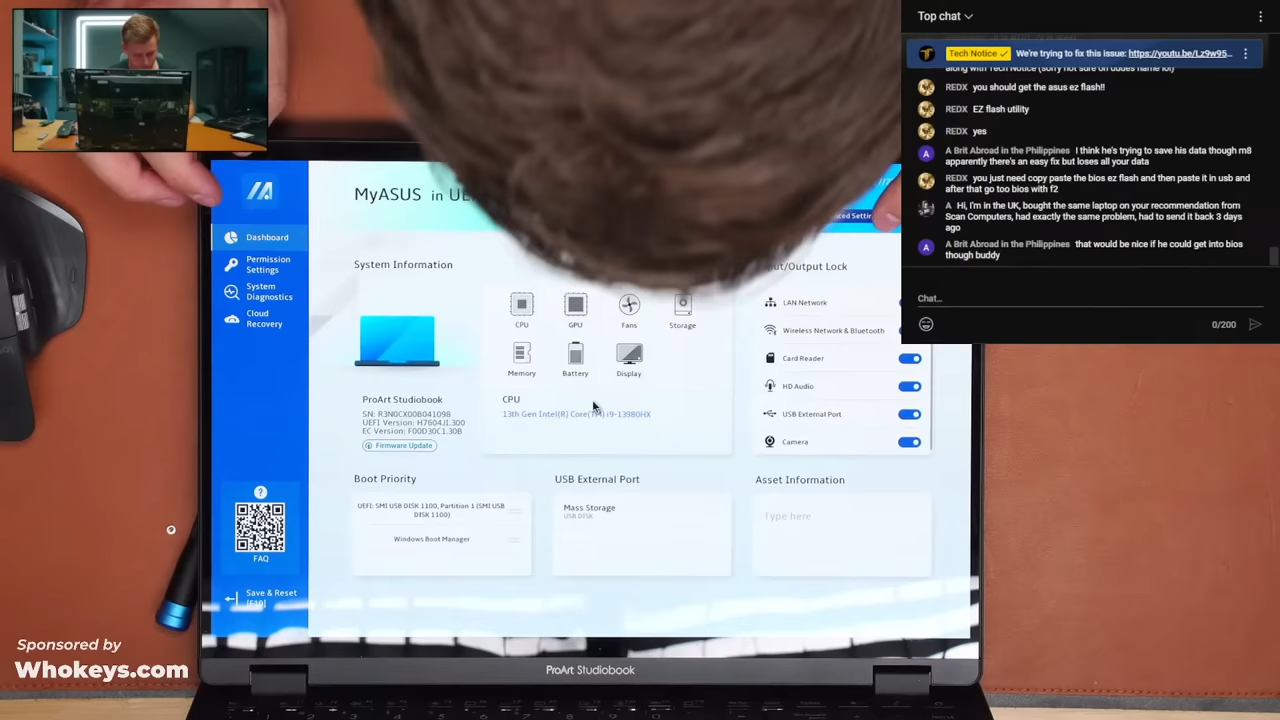 Top chat
Tech Notice We're trying to fix this issue: https://youtu.be/Lz9w95...
along with Tech Notice (sorry not sure on dudes name lol)
REDX you should get the asus ez flash!!
REDX EZ flash utility
REDX yes
A Brit Abroad in the Philippines I think he's trying to save his data though m8
apparently there's an easy fix but loses all your data
REDX you just need copy paste the bios ez flash and then paste it in usb and
after that go too bios with f2
A Hi, I'm in the UK, bought the same laptop on your recommendation from
Scan Computers, had exactly the same problem, had to send it back 3 days
ago
A Brit Abroad in the Philippines that would be nice if he could get into bios
though buddy
Chat...
0/200
MyASUS in
Dashboard
Permission
Settings
System
Diagnostics
Cloud
Recovery
?
FAQ
Save & Reset
[F10]
System Information
ProArt Studiobook
SN: R3N0CX00B041098
UEFI Version: H7604JI.300
EC Version: F00D30C1.30B
Firmware Update
CPU
GPU
Fans
Storage
Memory
Battery
Display
CPU
13th Gen Intel(R) Core(TM) i9-13980HX
Lock
LAN Network
Wireless Network & Bluetooth
Card Reader
HD Audio
USB External Port
Camera
Boot Priority
UEFI: SMI USB DISK 1100, Partition 1 (SMI USB
DISK 1100)
Windows Boot Manager
USB External Port
Mass Storage
USB DISK
Asset Information
Type here
ProArt Studiobook
Sponsored by
Whokeys.com